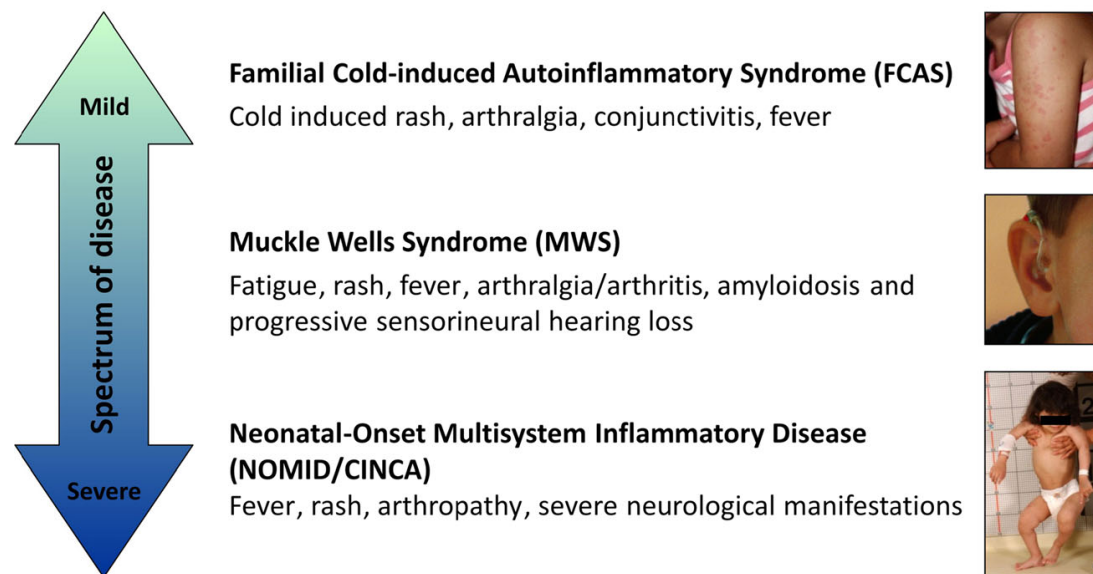 Mild
Spectrum of disease
Severe
Familial Cold-induced Autoinflammatory Syndrome (FCAS)
Cold induced rash, arthralgia, conjunctivitis, fever
Muckle Wells Syndrome (MWS)
Fatigue, rash, fever, arthralgia/arthritis, amyloidosis and
progressive sensorineural hearing loss
Neonatal-Onset Multisystem Inflammatory Disease
(NOMID/CINCA)
Fever, rash, arthropathy, severe neurological manifestations
2